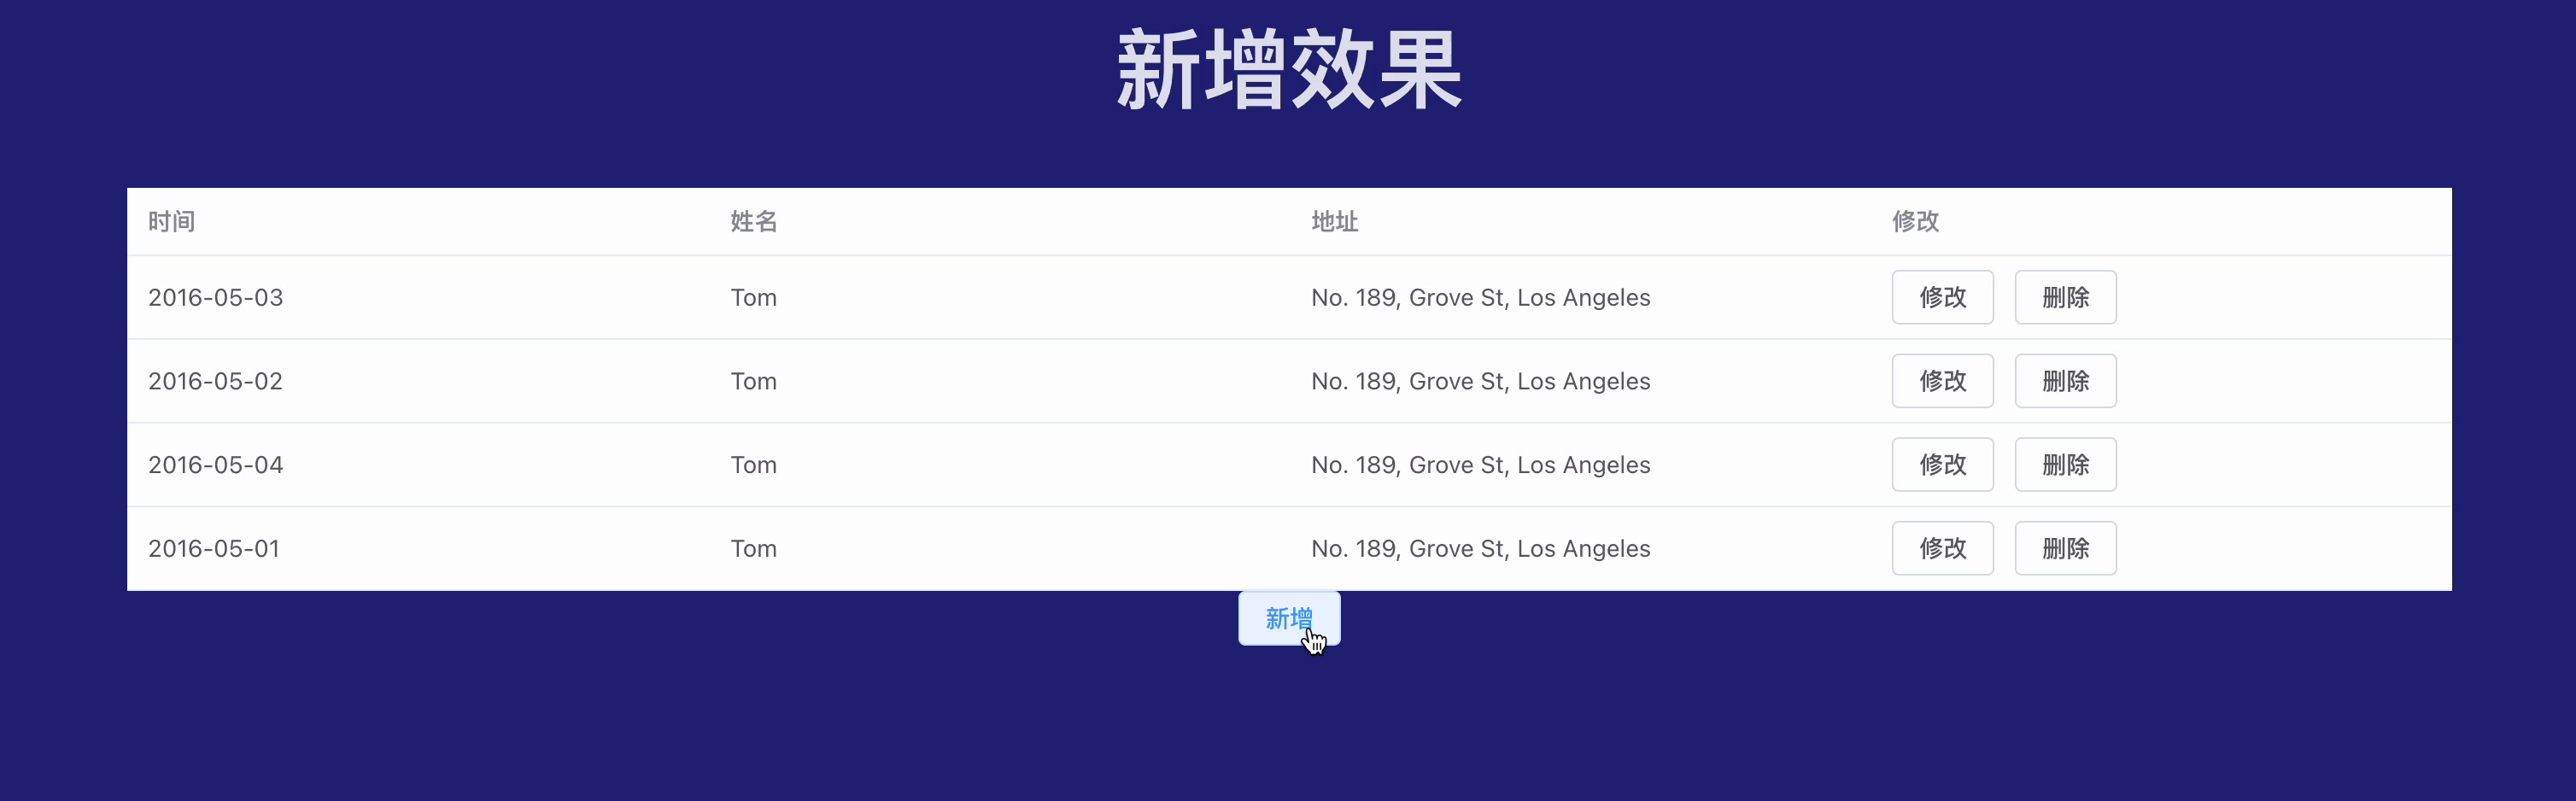 新增效果
时间 姓名 地址 修改
2016-05-03 Tom No. 189, Grove St, Los Angeles 修改 删除
2016-05-02 Tom No. 189, Grove St, Los Angeles 修改 删除
2016-05-04 Tom No. 189, Grove St, Los Angeles 修改 删除
2016-05-01 Tom No. 189, Grove St, Los Angeles 修改 删除
新增